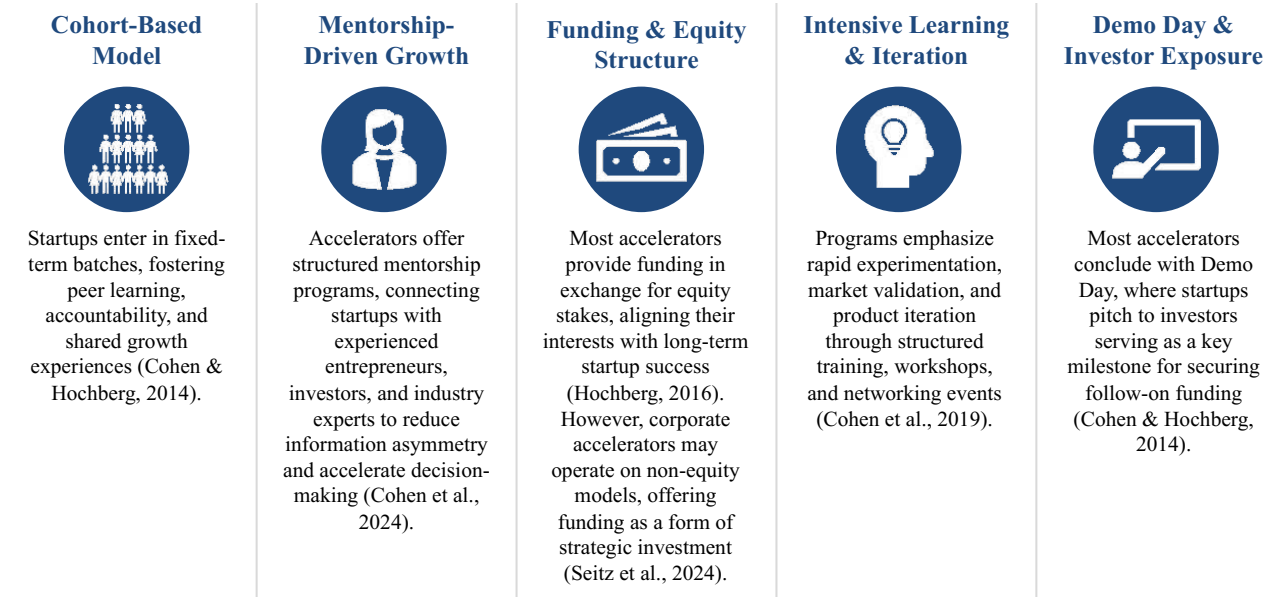 Cohort-Based
Model
Startups enter in fixed-
term batches, fostering
peer learning,
accountability, and
shared growth
experiences (Cohen &
Hochberg, 2014).
Mentorship-
Driven Growth
Accelerators offer
structured mentorship
programs, connecting
startups with
experienced
entrepreneurs,
investors, and industry
experts to reduce
information asymmetry
and accelerate decision-
making (Cohen et al.,
2024).
Funding & Equity
Structure
Most accelerators
provide funding in
exchange for equity
stakes, aligning their
interests with long-term
startup success
(Hochberg, 2016).
However, corporate
accelerators may
operate on non-equity
models, offering
funding as a form of
strategic investment
(Seitz et al., 2024).
Intensive Learning
& Iteration
Programs emphasize
rapid experimentation,
market validation, and
product iteration
through structured
training, workshops,
and networking events
(Cohen et al., 2019).
Demo Day &
Investor Exposure
Most accelerators
conclude with Demo
Day, where startups
pitch to investors
serving as a key
milestone for securing
follow-on funding
(Cohen & Hochberg,
2014).